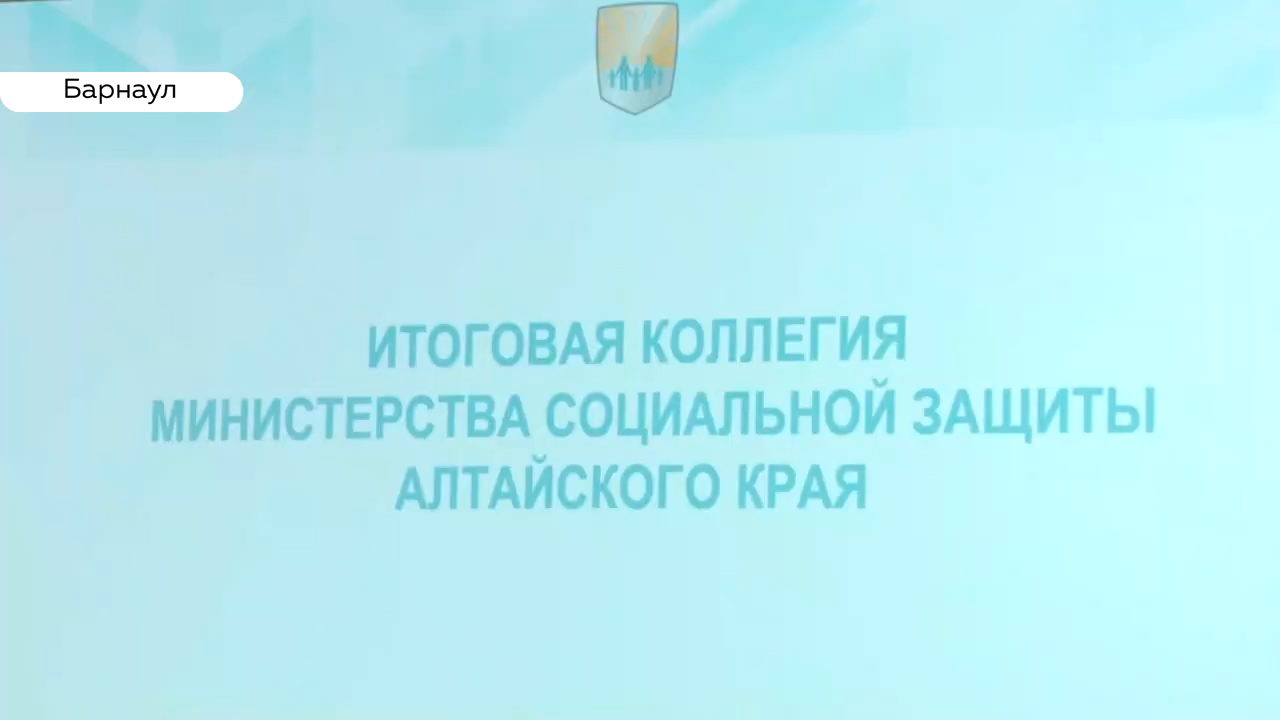 Барнаул
ИТОГОВАЯ КОЛЛЕГИЯ
МИНИСТЕРСТВА СОЦИАЛЬНОЙ ЗАЩИТЫ
АЛТАЙСКОГО КРАЯ